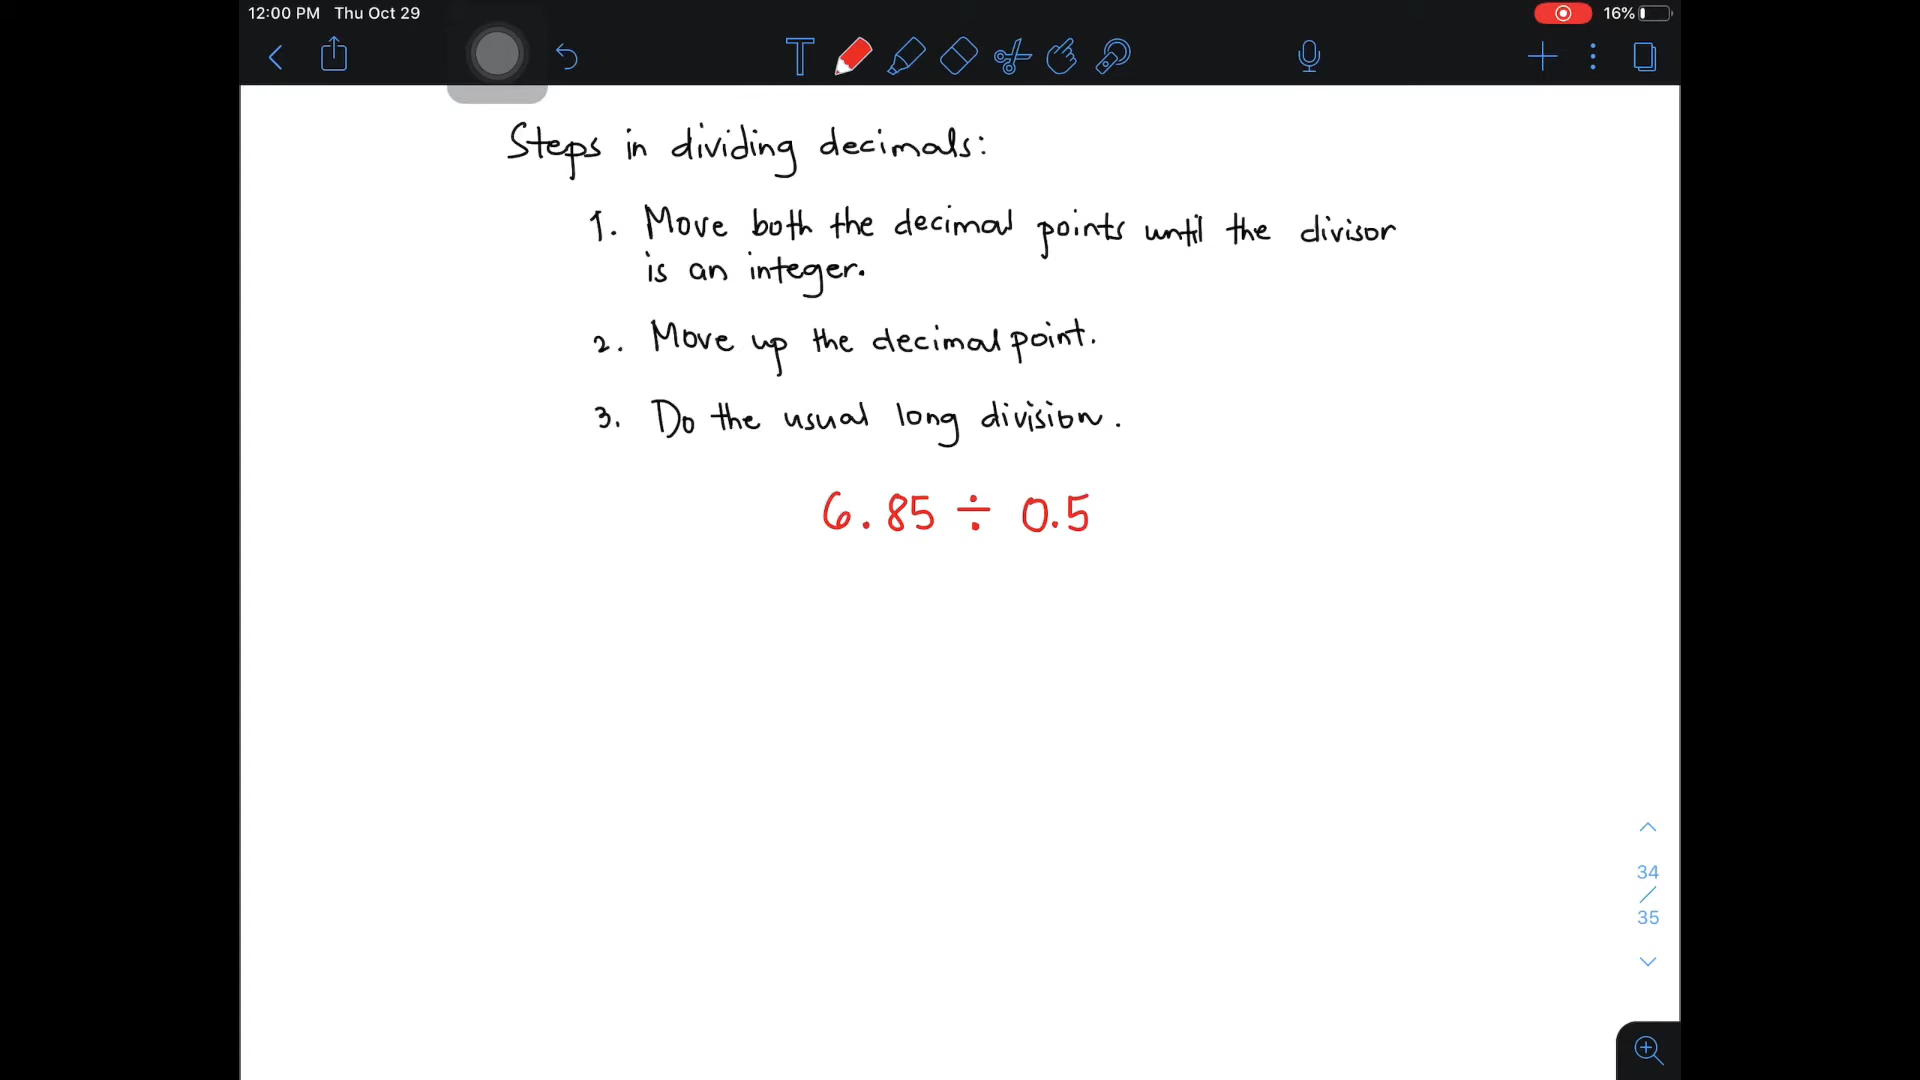 12:00 PM Thu Oct 29
16%
T
Steps in dividing decimals:
1. Move both the decimal points until the divisor
is an integer.
2. Move up the decimal point.
3. Do the usual long division.
6.85 ÷ 0.5
34
/
35